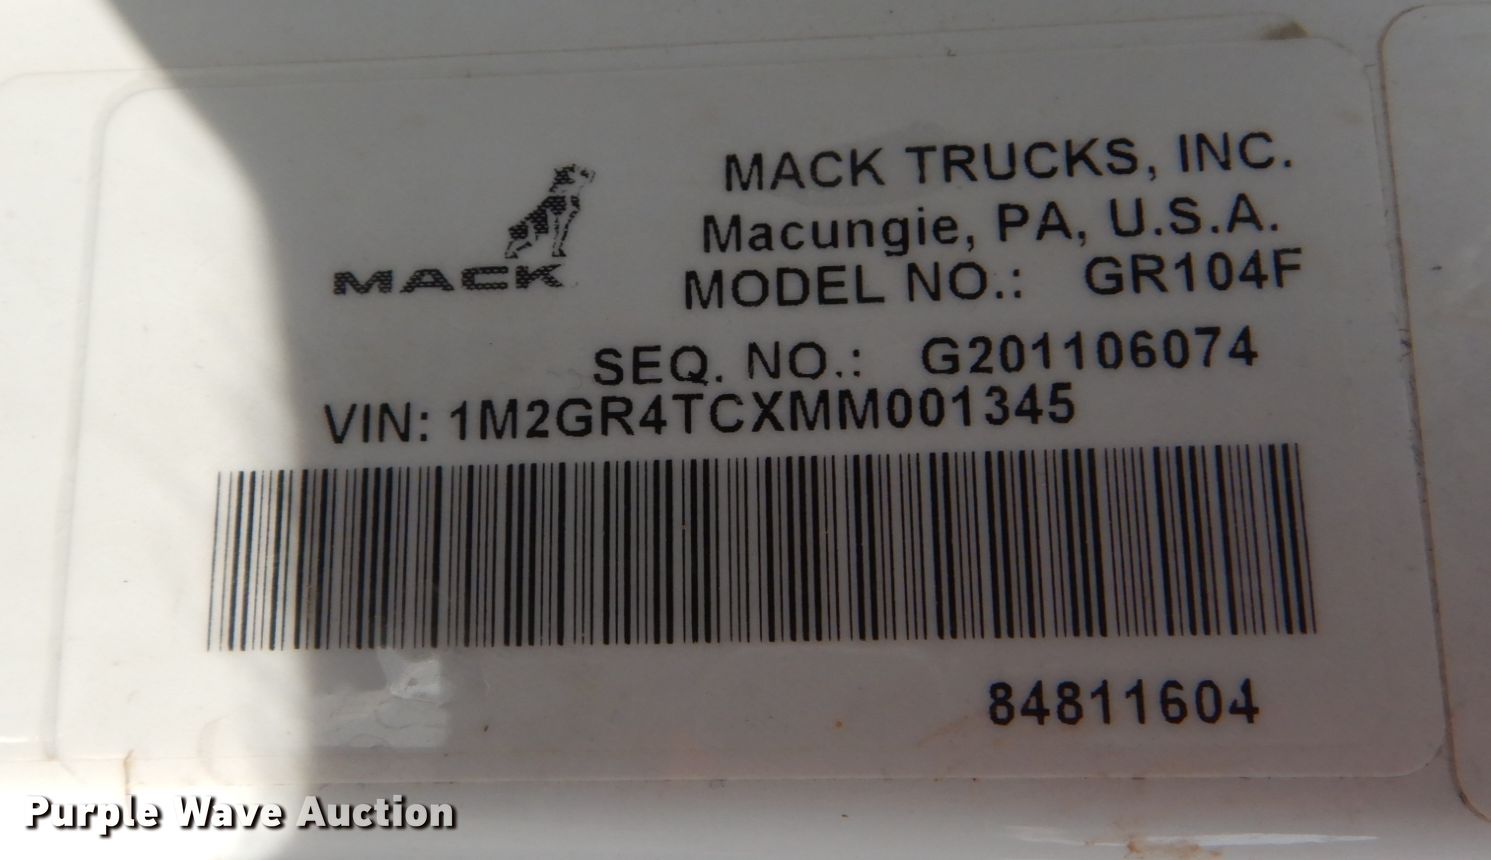 MACK TRUCKS, INC.
Macungie, PA, U.S.A.
MACK
MODEL NO.: GR104F
SEQ. NO.: G201106074
VIN: 1M2GR4TCXMM001345
84811604
Purple Wave Auction